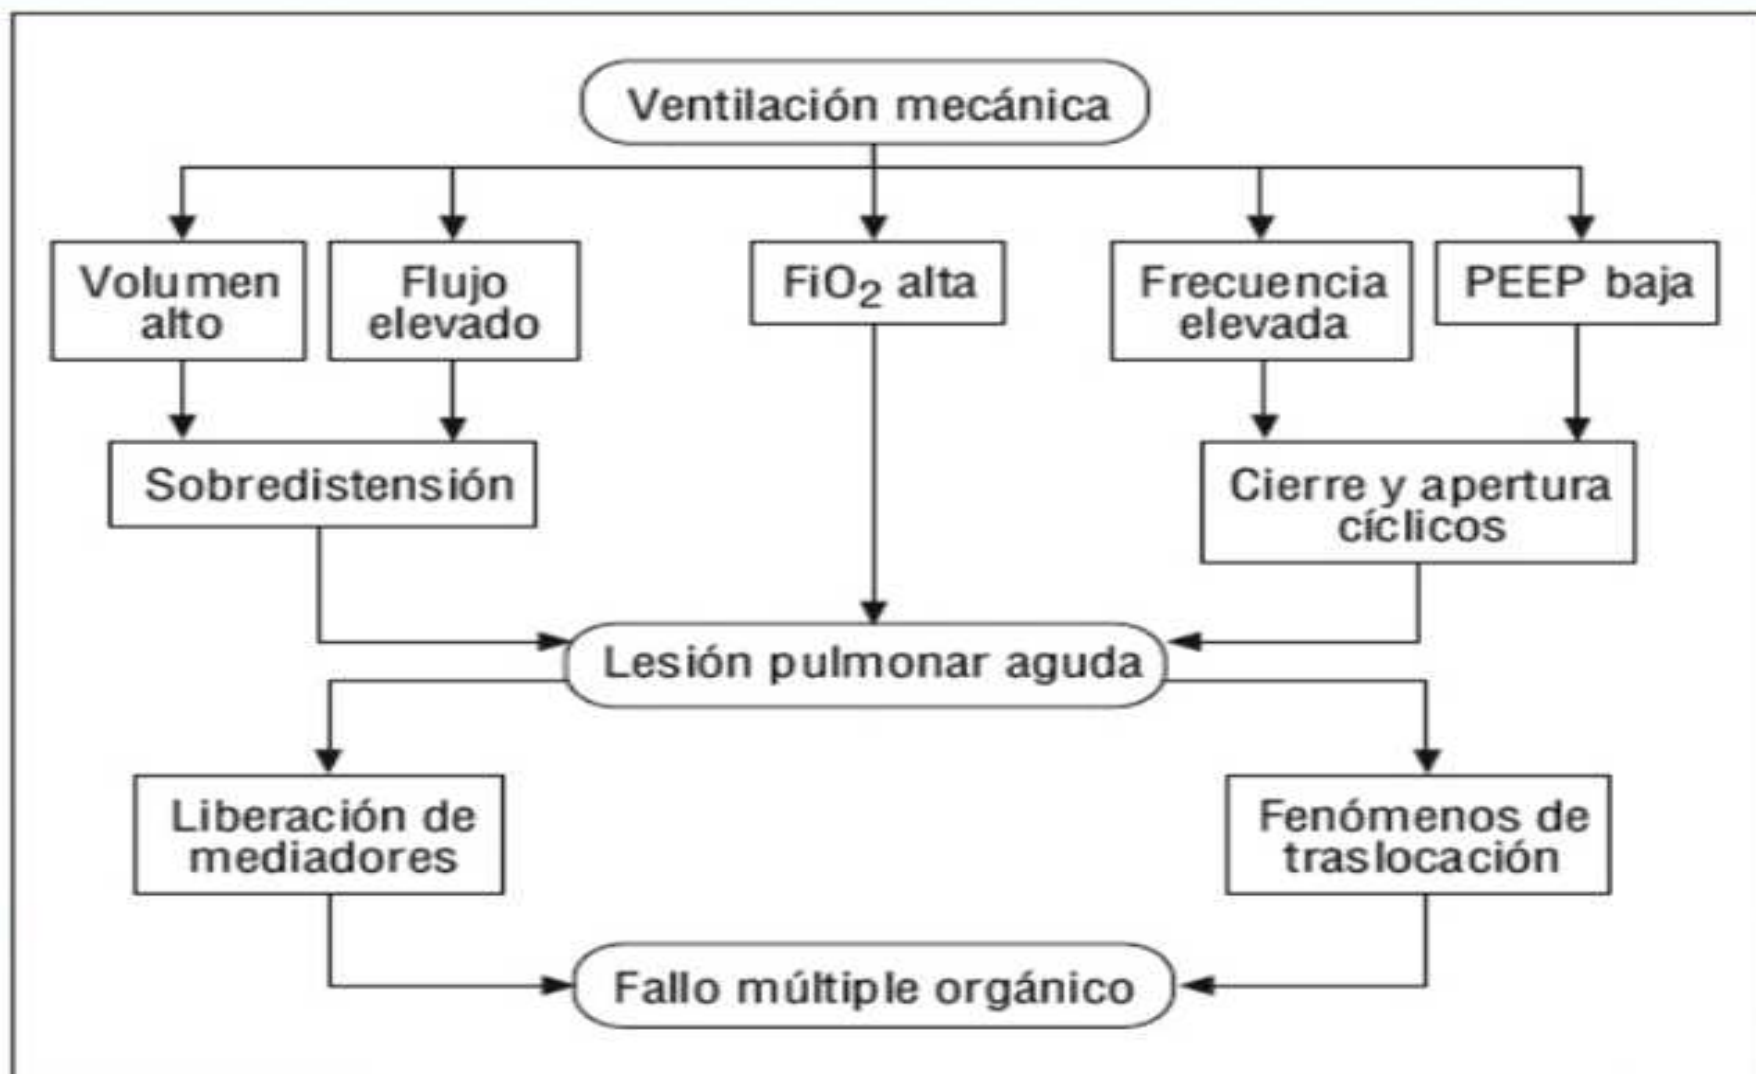 Ventilación mecánica
Volumen
alto
Flujo
elevado
FiO₂ alta
Frecuencia
elevada
PEEP baja
Sobredistensión
Cierre y apertura
cíclicos
Lesión pulmonar aguda
Liberación de
mediadores
Fenómenos de
traslocación
Fallo múltiple orgánico